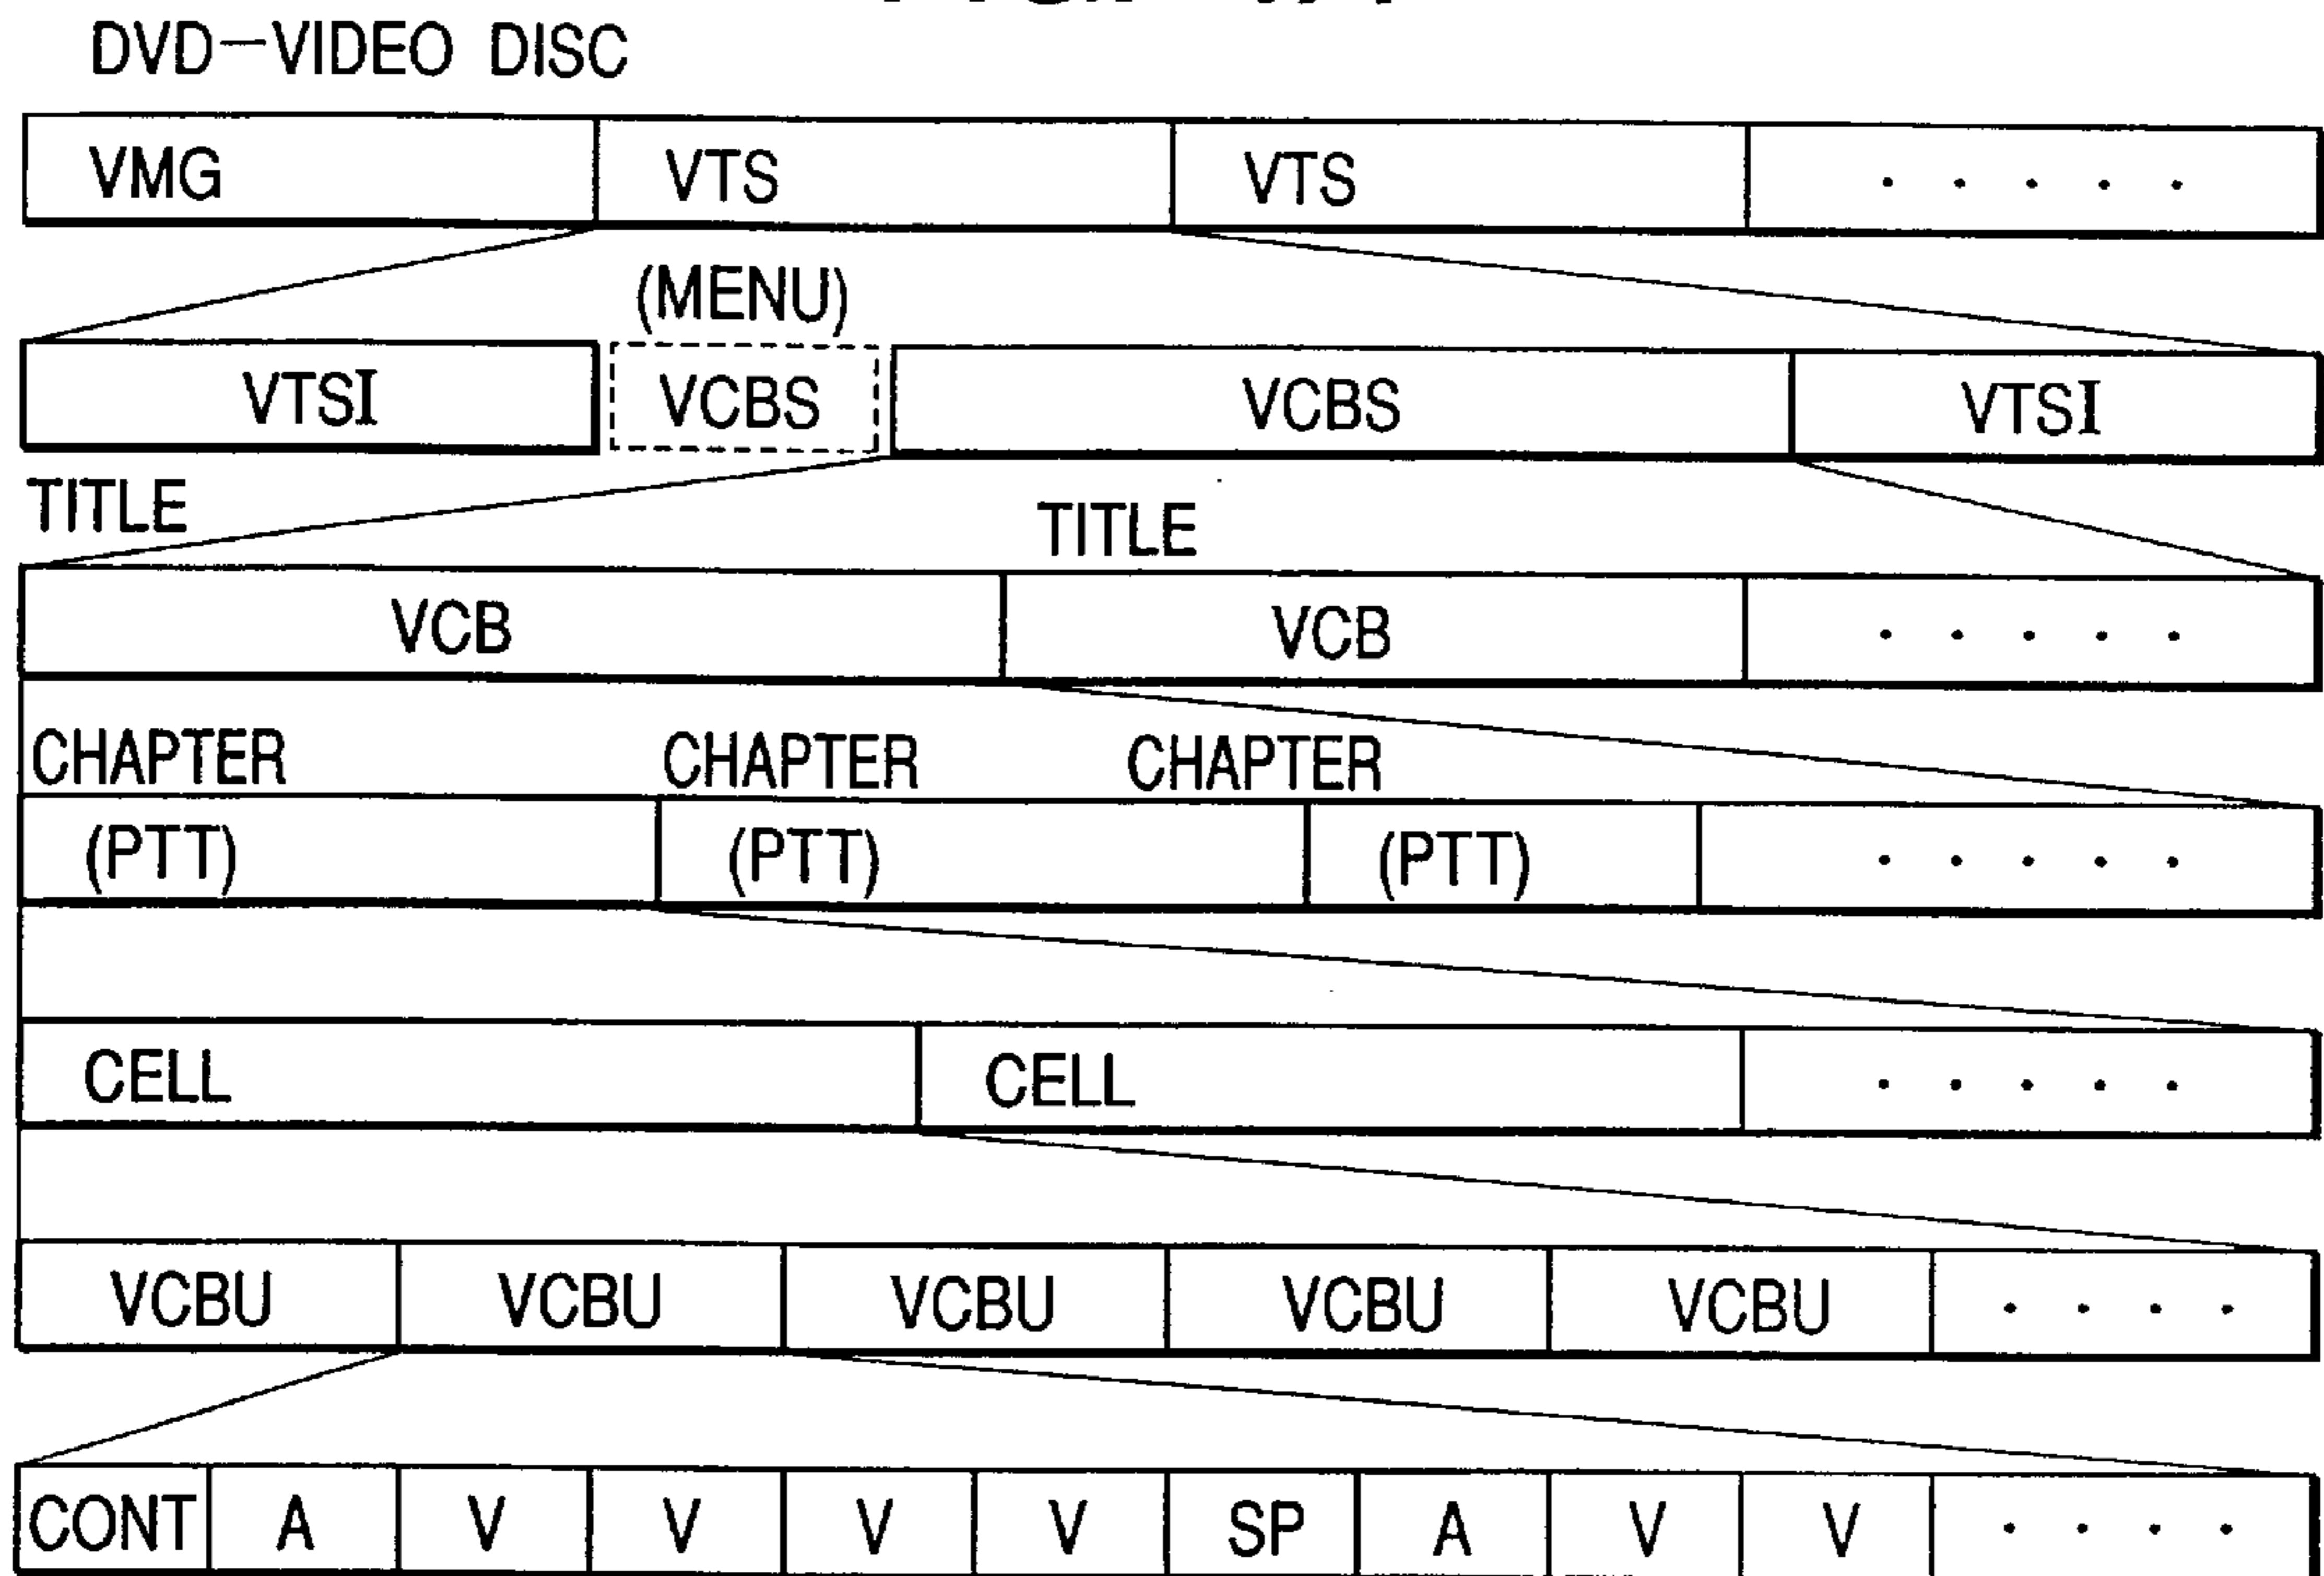 DVD-VIDEO DISC
VMG VTS VTS . . . . .
(MENU)
VTSI VCBS VCBS VTSI
TITLE TITLE
VCB VCB . . . . .
CHAPTER CHAPTER CHAPTER
(PTT) (PTT) (PTT) . . . . .
CELL CELL . . . . .
VCBU VCBU VCBU VCBU VCBU . . . .
CONT A V V V V SP A V V . . . .